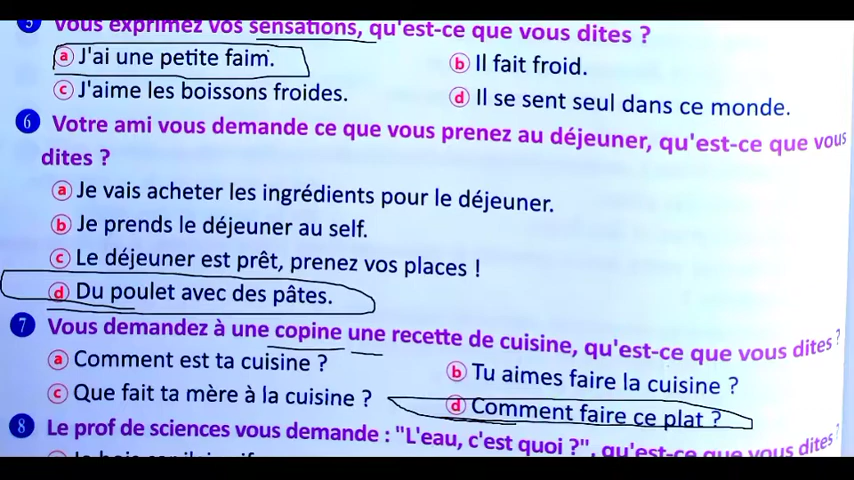 5 Vous exprimez vos sensations, qu'est-ce que vous dites ?
a J'ai une petite faim.
b Il fait froid.
c J'aime les boissons froides.
d Il se sent seul dans ce monde.
6 Votre ami vous demande ce que vous prenez au déjeuner, qu'est-ce que vous
dites ?
a Je vais acheter les ingrédients pour le déjeuner.
b Je prends le déjeuner au self.
c Le déjeuner est prêt, prenez vos places !
d Du poulet avec des pâtes.
7 Vous demandez à une copine une recette de cuisine, qu'est-ce que vous dites ?
a Comment est ta cuisine ?
b Tu aimes faire la cuisine ?
c Que fait ta mère à la cuisine ?
d Comment faire ce plat ?
8 Le prof de sciences vous demande : "L'eau, c'est quoi ?", qu'est-ce que vous dites ?